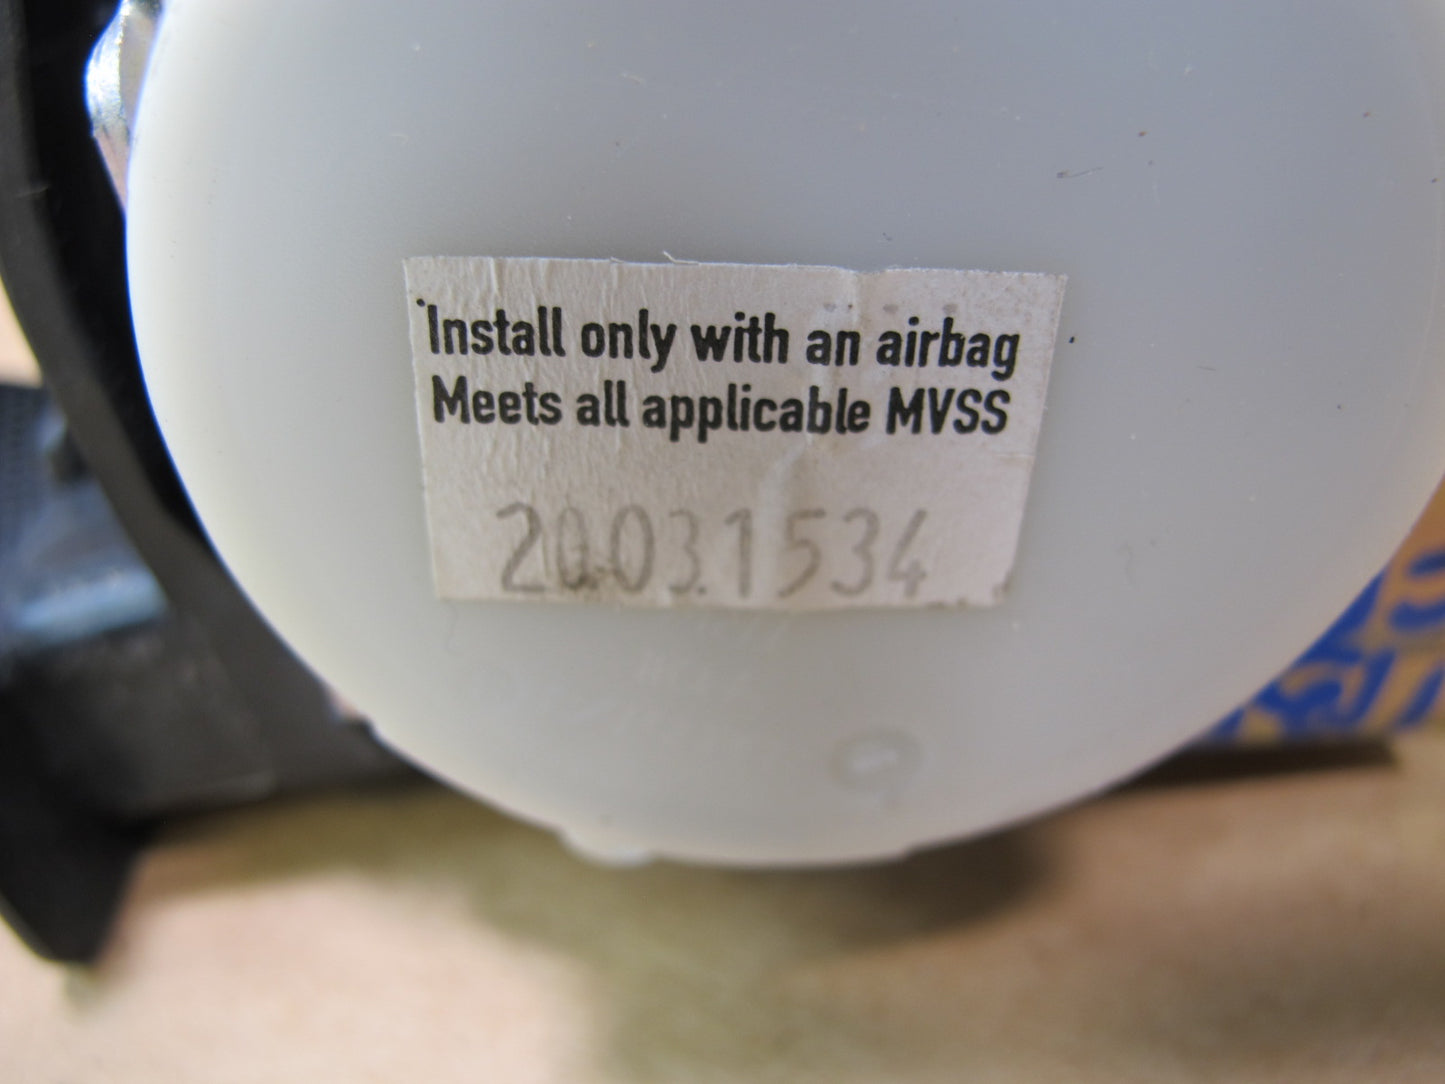 Install only with an airbag
Meets all applicable MVSS
20.03.1534